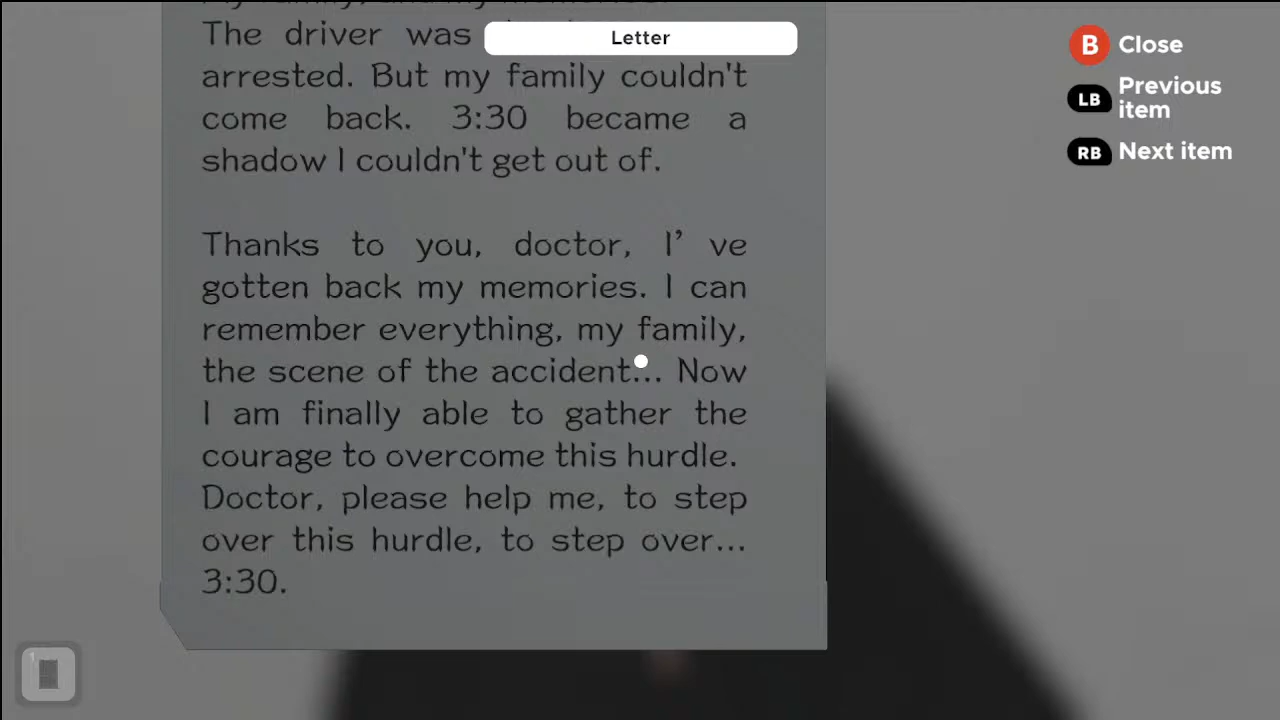 The driver was
arrested. But my family couldn't
come back. 3:30 became a
shadow I couldn't get out of.
Thanks to you, doctor, I' ve
gotten back my memories. I can
remember everything, my family,
the scene of the accident... Now
I am finally able to gather the
courage to overcome this hurdle.
Doctor, please help me, to step
over this hurdle, to step over...
3:30.
Letter
B Close
LB Previous
item
RB Next item